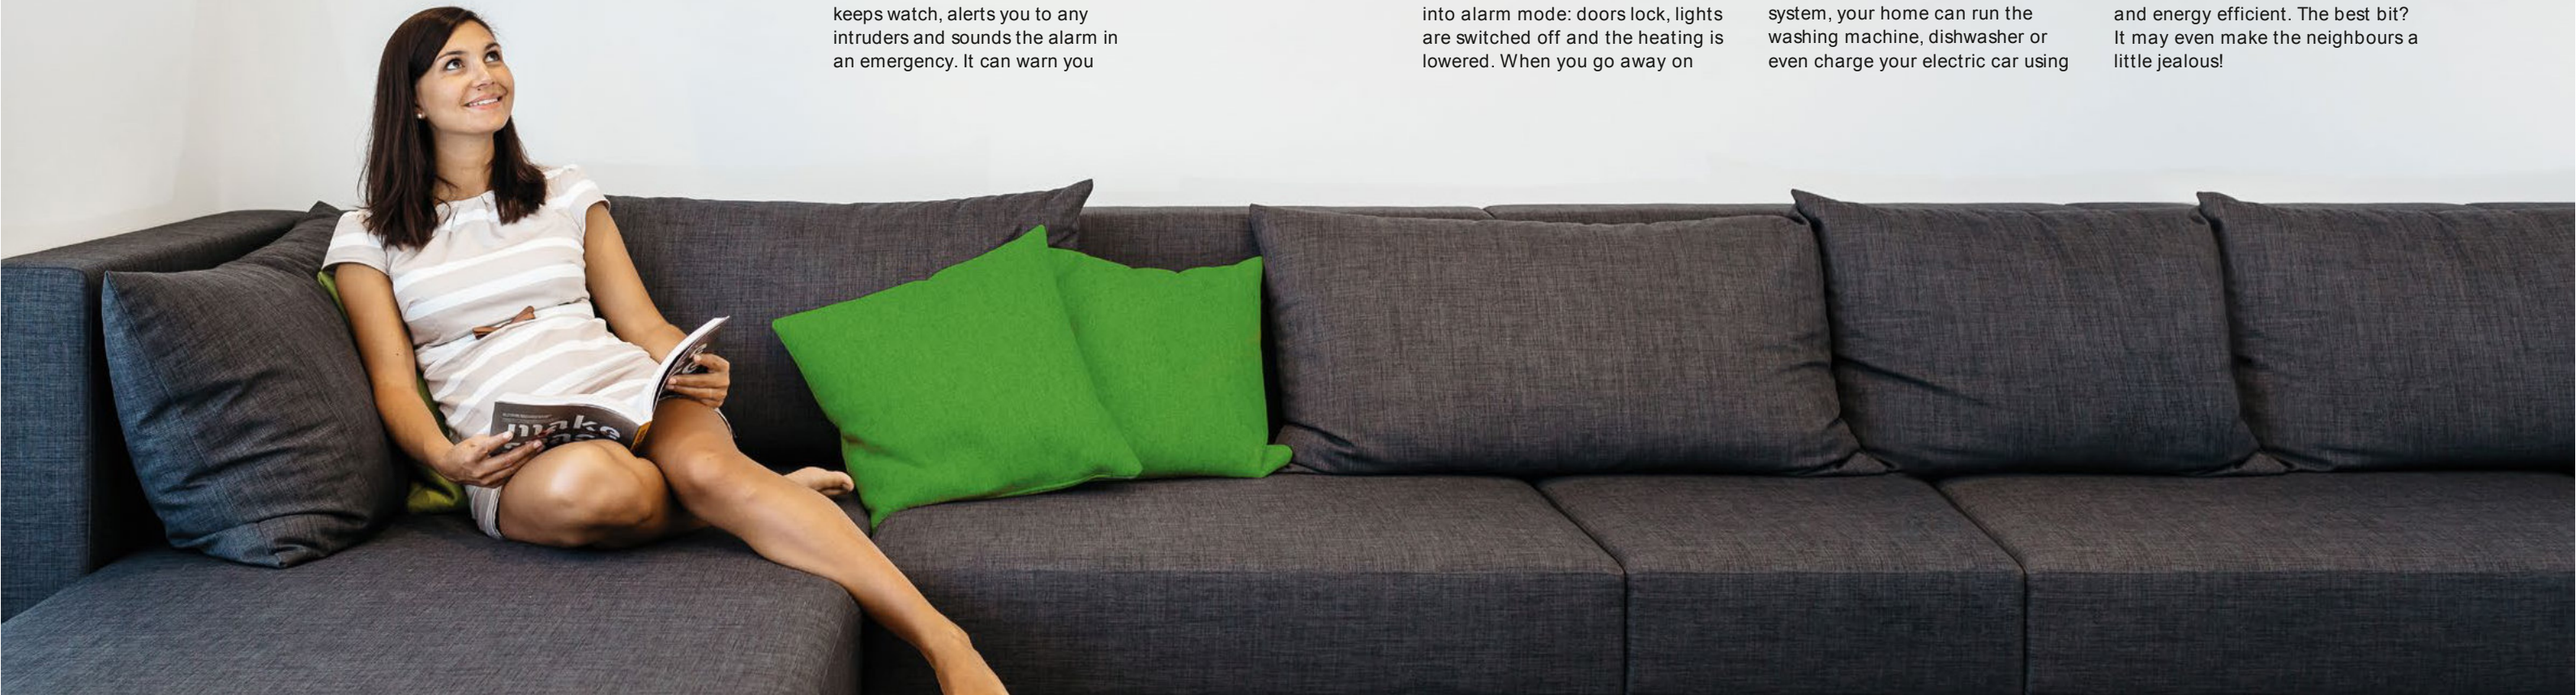 keeps watch, alerts you to any
intruders and sounds the alarm in
an emergency. It can warn you
into alarm mode: doors lock, lights
are switched off and the heating is
lowered. When you go away on
system, your home can run the
washing machine, dishwasher or
even charge your electric car using
and energy efficient. The best bit?
It may even make the neighbours a
little jealous!
make